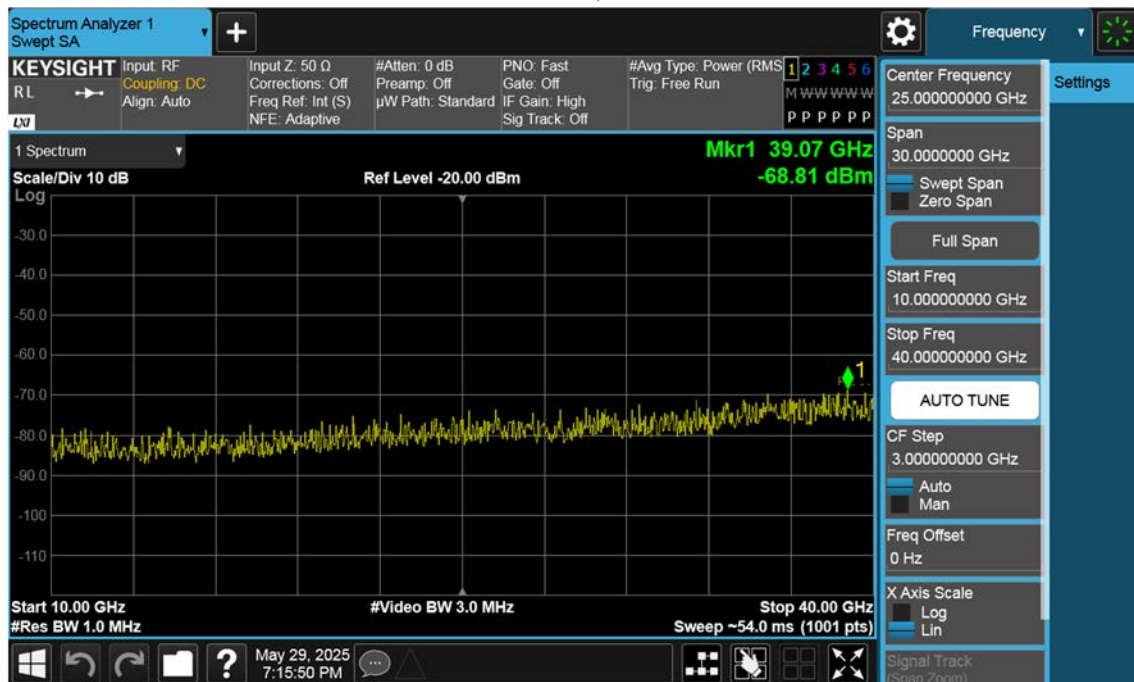 Spectrum Analyzer 1
Swept SA
+
Frequency
KEYSIGHT
RL
LXI
Input: RF
Coupling: DC
Align: Auto
Input Z: 50 Ω
Corrections: Off
Freq Ref: Int (S)
NFE: Adaptive
#Atten: 0 dB
Preamp: Off
µW Path: Standard
PNO: Fast
Gate: Off
IF Gain: High
Sig Track: Off
#Avg Type: Power (RMS
Trig: Free Run
1 2 3 4 5 6
M W W W W W
P P P P P P
1 Spectrum
Scale/Div 10 dB
Ref Level -20.00 dBm
Mkr1 39.07 GHz
-68.81 dBm
Log
-30.0
-40.0
-50.0
-60.0
-70.0
-80.0
-90.0
-100
-110
1
Start 10.00 GHz
#Res BW 1.0 MHz
#Video BW 3.0 MHz
Stop 40.00 GHz
Sweep ~54.0 ms (1001 pts)
Center Frequency
25.000000000 GHz
Span
30.0000000 GHz
Swept Span
Zero Span
Full Span
Start Freq
10.000000000 GHz
Stop Freq
40.000000000 GHz
AUTO TUNE
CF Step
3.000000000 GHz
Auto
Man
Freq Offset
0 Hz
X Axis Scale
Log
Lin
Signal Track
(Span Zoom)
Settings
?
May 29, 2025
7:15:50 PM